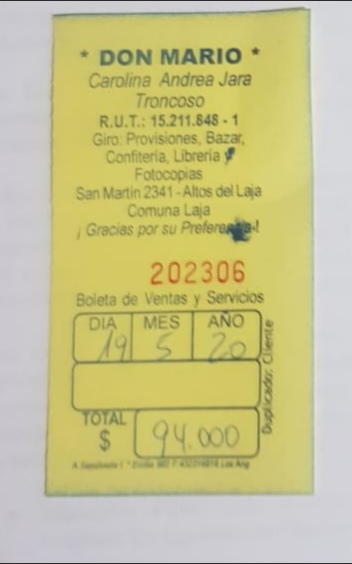 * DON MARIO *
Carolina Andrea Jara
Troncoso
R.U.T.: 15.211.848 - 1
Giro: Provisiones, Bazar,
Confitería, Librería y
Fotocopias
San Martín 2341 - Altos del Laja
Comuna Laja
¡ Gracias por su Preferencia !
202306
Boleta de Ventas y Servicios
DIA MES AÑO
19 5 20
TOTAL
$ 94.000
Duplicado: Cliente